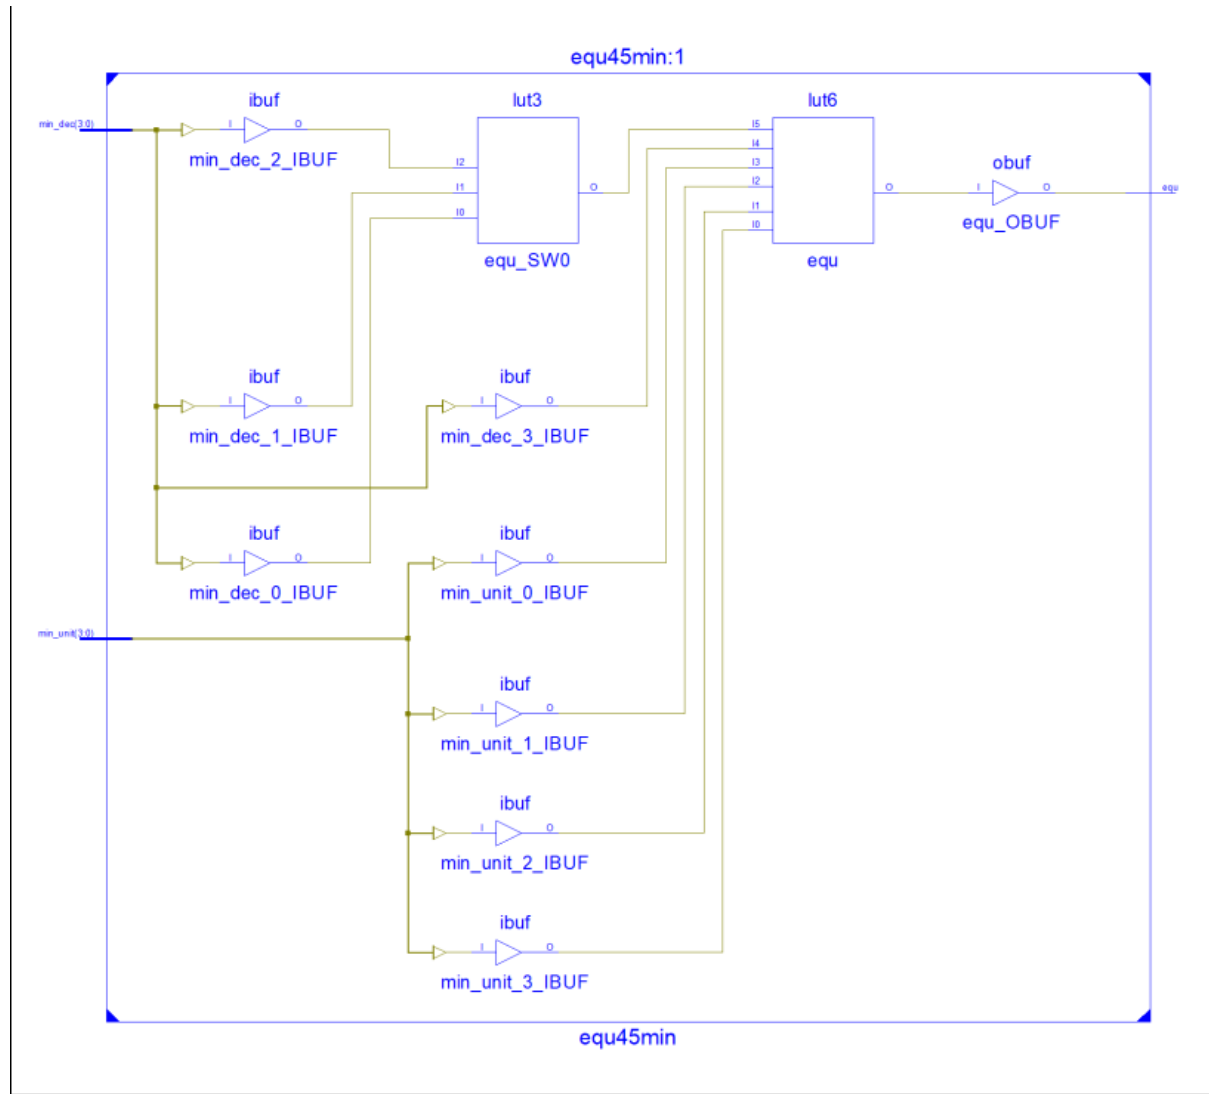 equ45min:1
ibuf
lut3
lut6
min_dec(3:0)
I
O
min_dec_2_IBUF
I2
I1
I0
O
equ_SW0
I5
I4
I3
I2
I1
I0
O
equ
obuf
I
O
equ_OBUF
equ
ibuf
I
O
min_dec_1_IBUF
ibuf
I
O
min_dec_3_IBUF
ibuf
I
O
min_dec_0_IBUF
ibuf
I
O
min_unit_0_IBUF
min_unit(3:0)
ibuf
I
O
min_unit_1_IBUF
ibuf
I
O
min_unit_2_IBUF
ibuf
I
O
min_unit_3_IBUF
equ45min